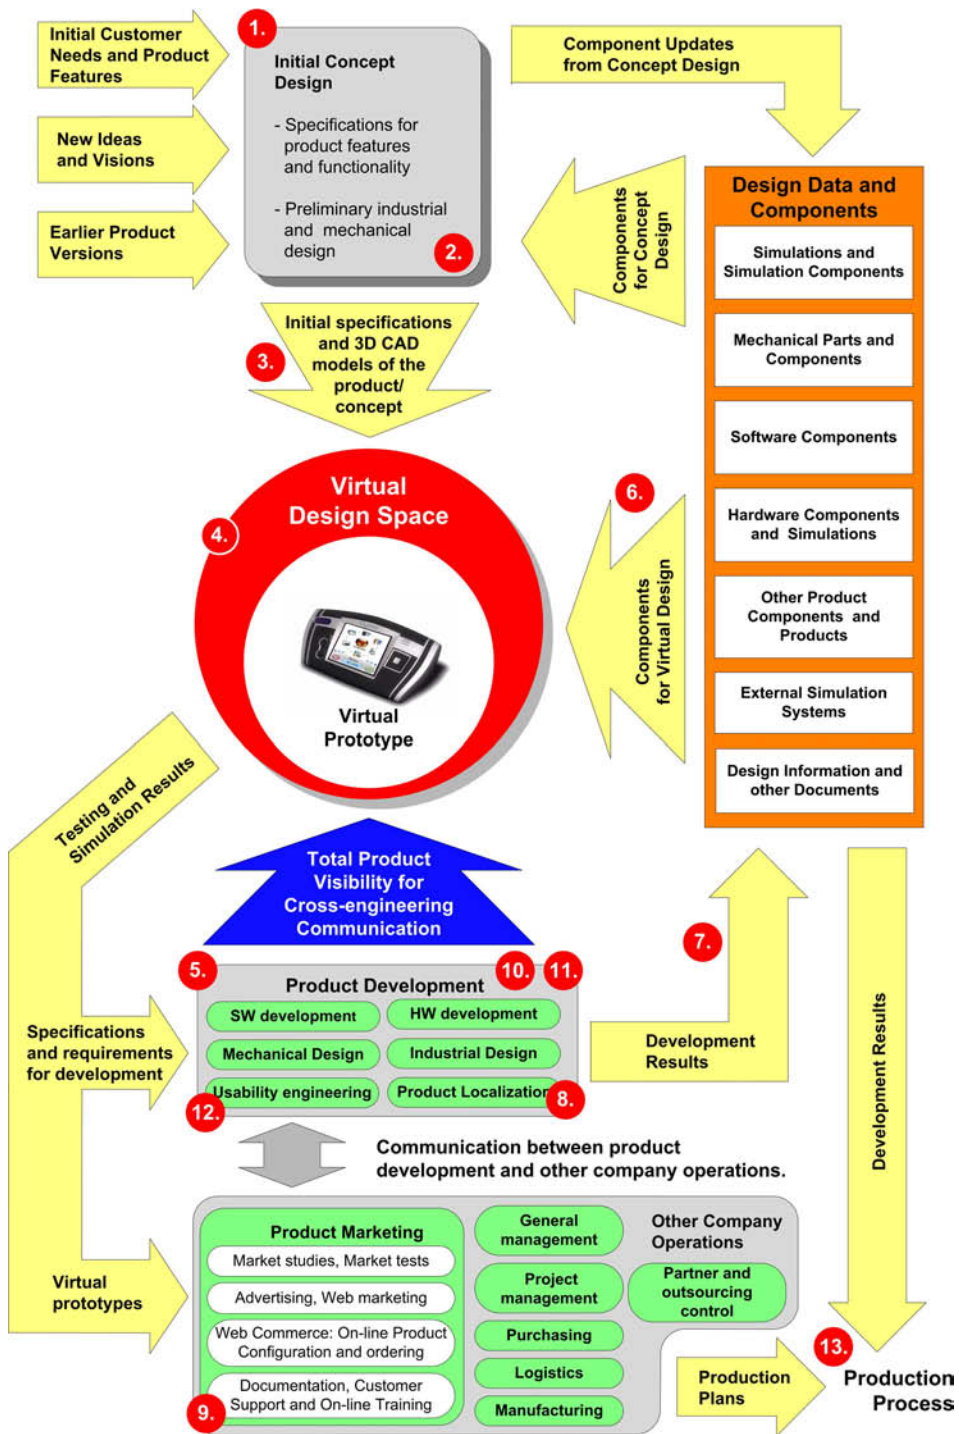 Initial Customer
Needs and Product
Features
New Ideas
and Visions
Earlier Product
Versions
1.
Initial Concept
Design
- Specifications for
product features
and functionality
- Preliminary industrial
and mechanical
design
2.
Component Updates
from Concept Design
Components
for Concept
Design
Design Data and
Components
Simulations and
Simulation Components
Mechanical Parts and
Components
Software Components
Hardware Components
and Simulations
Other Product
Components and
Products
External Simulation
Systems
Design Information and
other Documents
3.
Initial specifications
and 3D CAD
models of the
product/
concept
4.
Virtual
Design Space
Virtual
Prototype
6.
Components
for Virtual Design
Testing and
Simulation Results
Total Product
Visibility for
Cross-engineering
Communication
5.
10.
11.
Product Development
SW development
HW development
Mechanical Design
Industrial Design
Usability engineering
Product Localization
12.
8.
7.
Development
Results
Specifications
and requirements
for development
Communication between product
development and other company operations.
Virtual
prototypes
Product Marketing
Market studies, Market tests
Advertising, Web marketing
Web Commerce: On-line Product
Configuration and ordering
Documentation, Customer
Support and On-line Training
9.
General
management
Project
management
Purchasing
Logistics
Manufacturing
Other Company
Operations
Partner and
outsourcing
control
Production
Plans
Development Results
13.
Production
Process